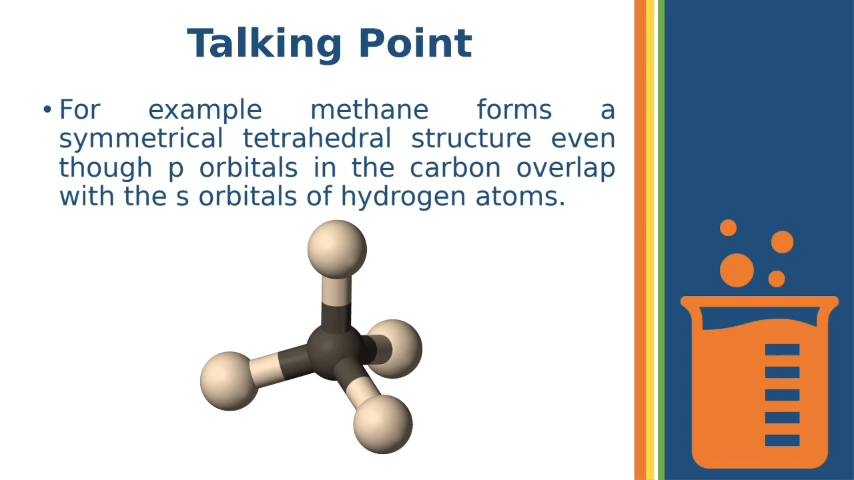 Talking Point
• For example methane forms a
symmetrical tetrahedral structure even
though p orbitals in the carbon overlap
with the s orbitals of hydrogen atoms.